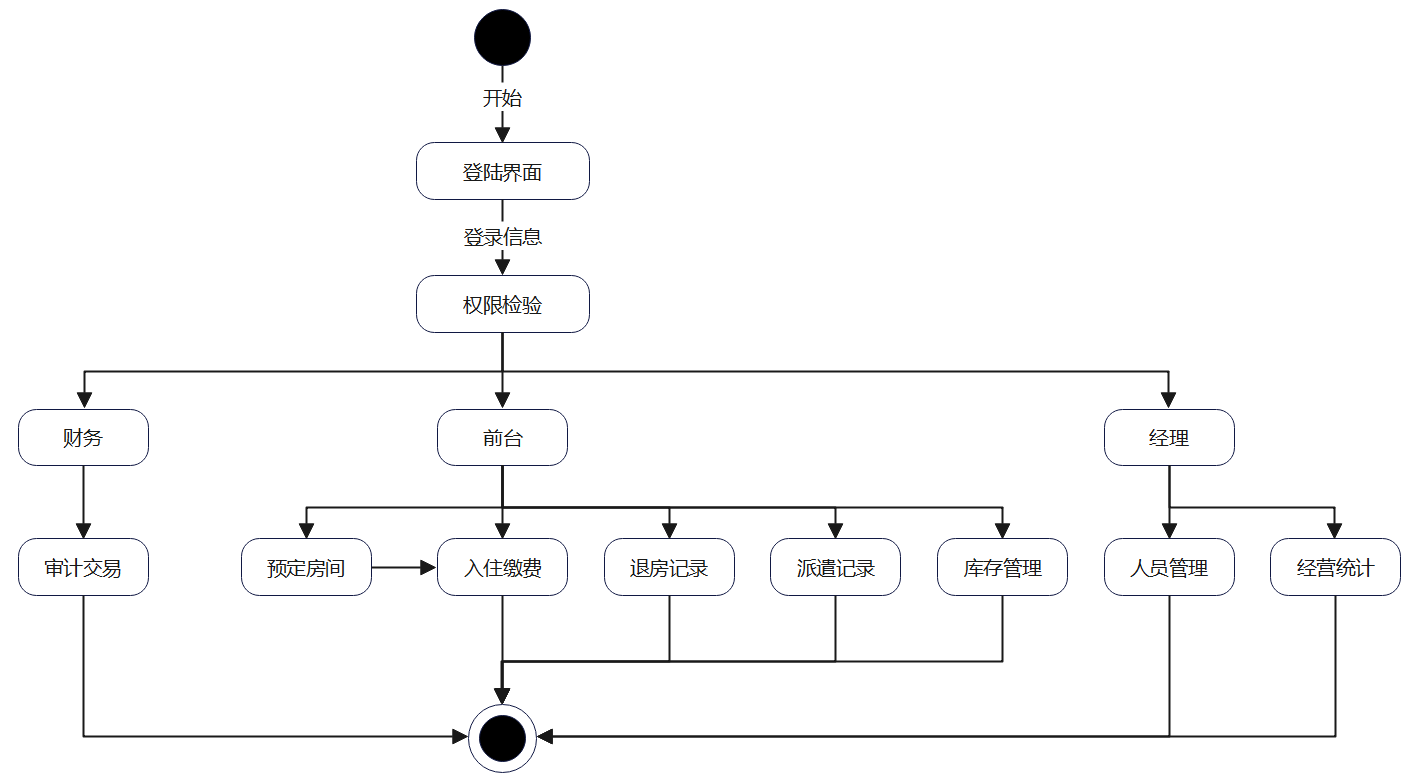 开始
登陆界面
登录信息
权限检验
财务
前台
经理
审计交易
预定房间
入住缴费
退房记录
派遣记录
库存管理
人员管理
经营统计